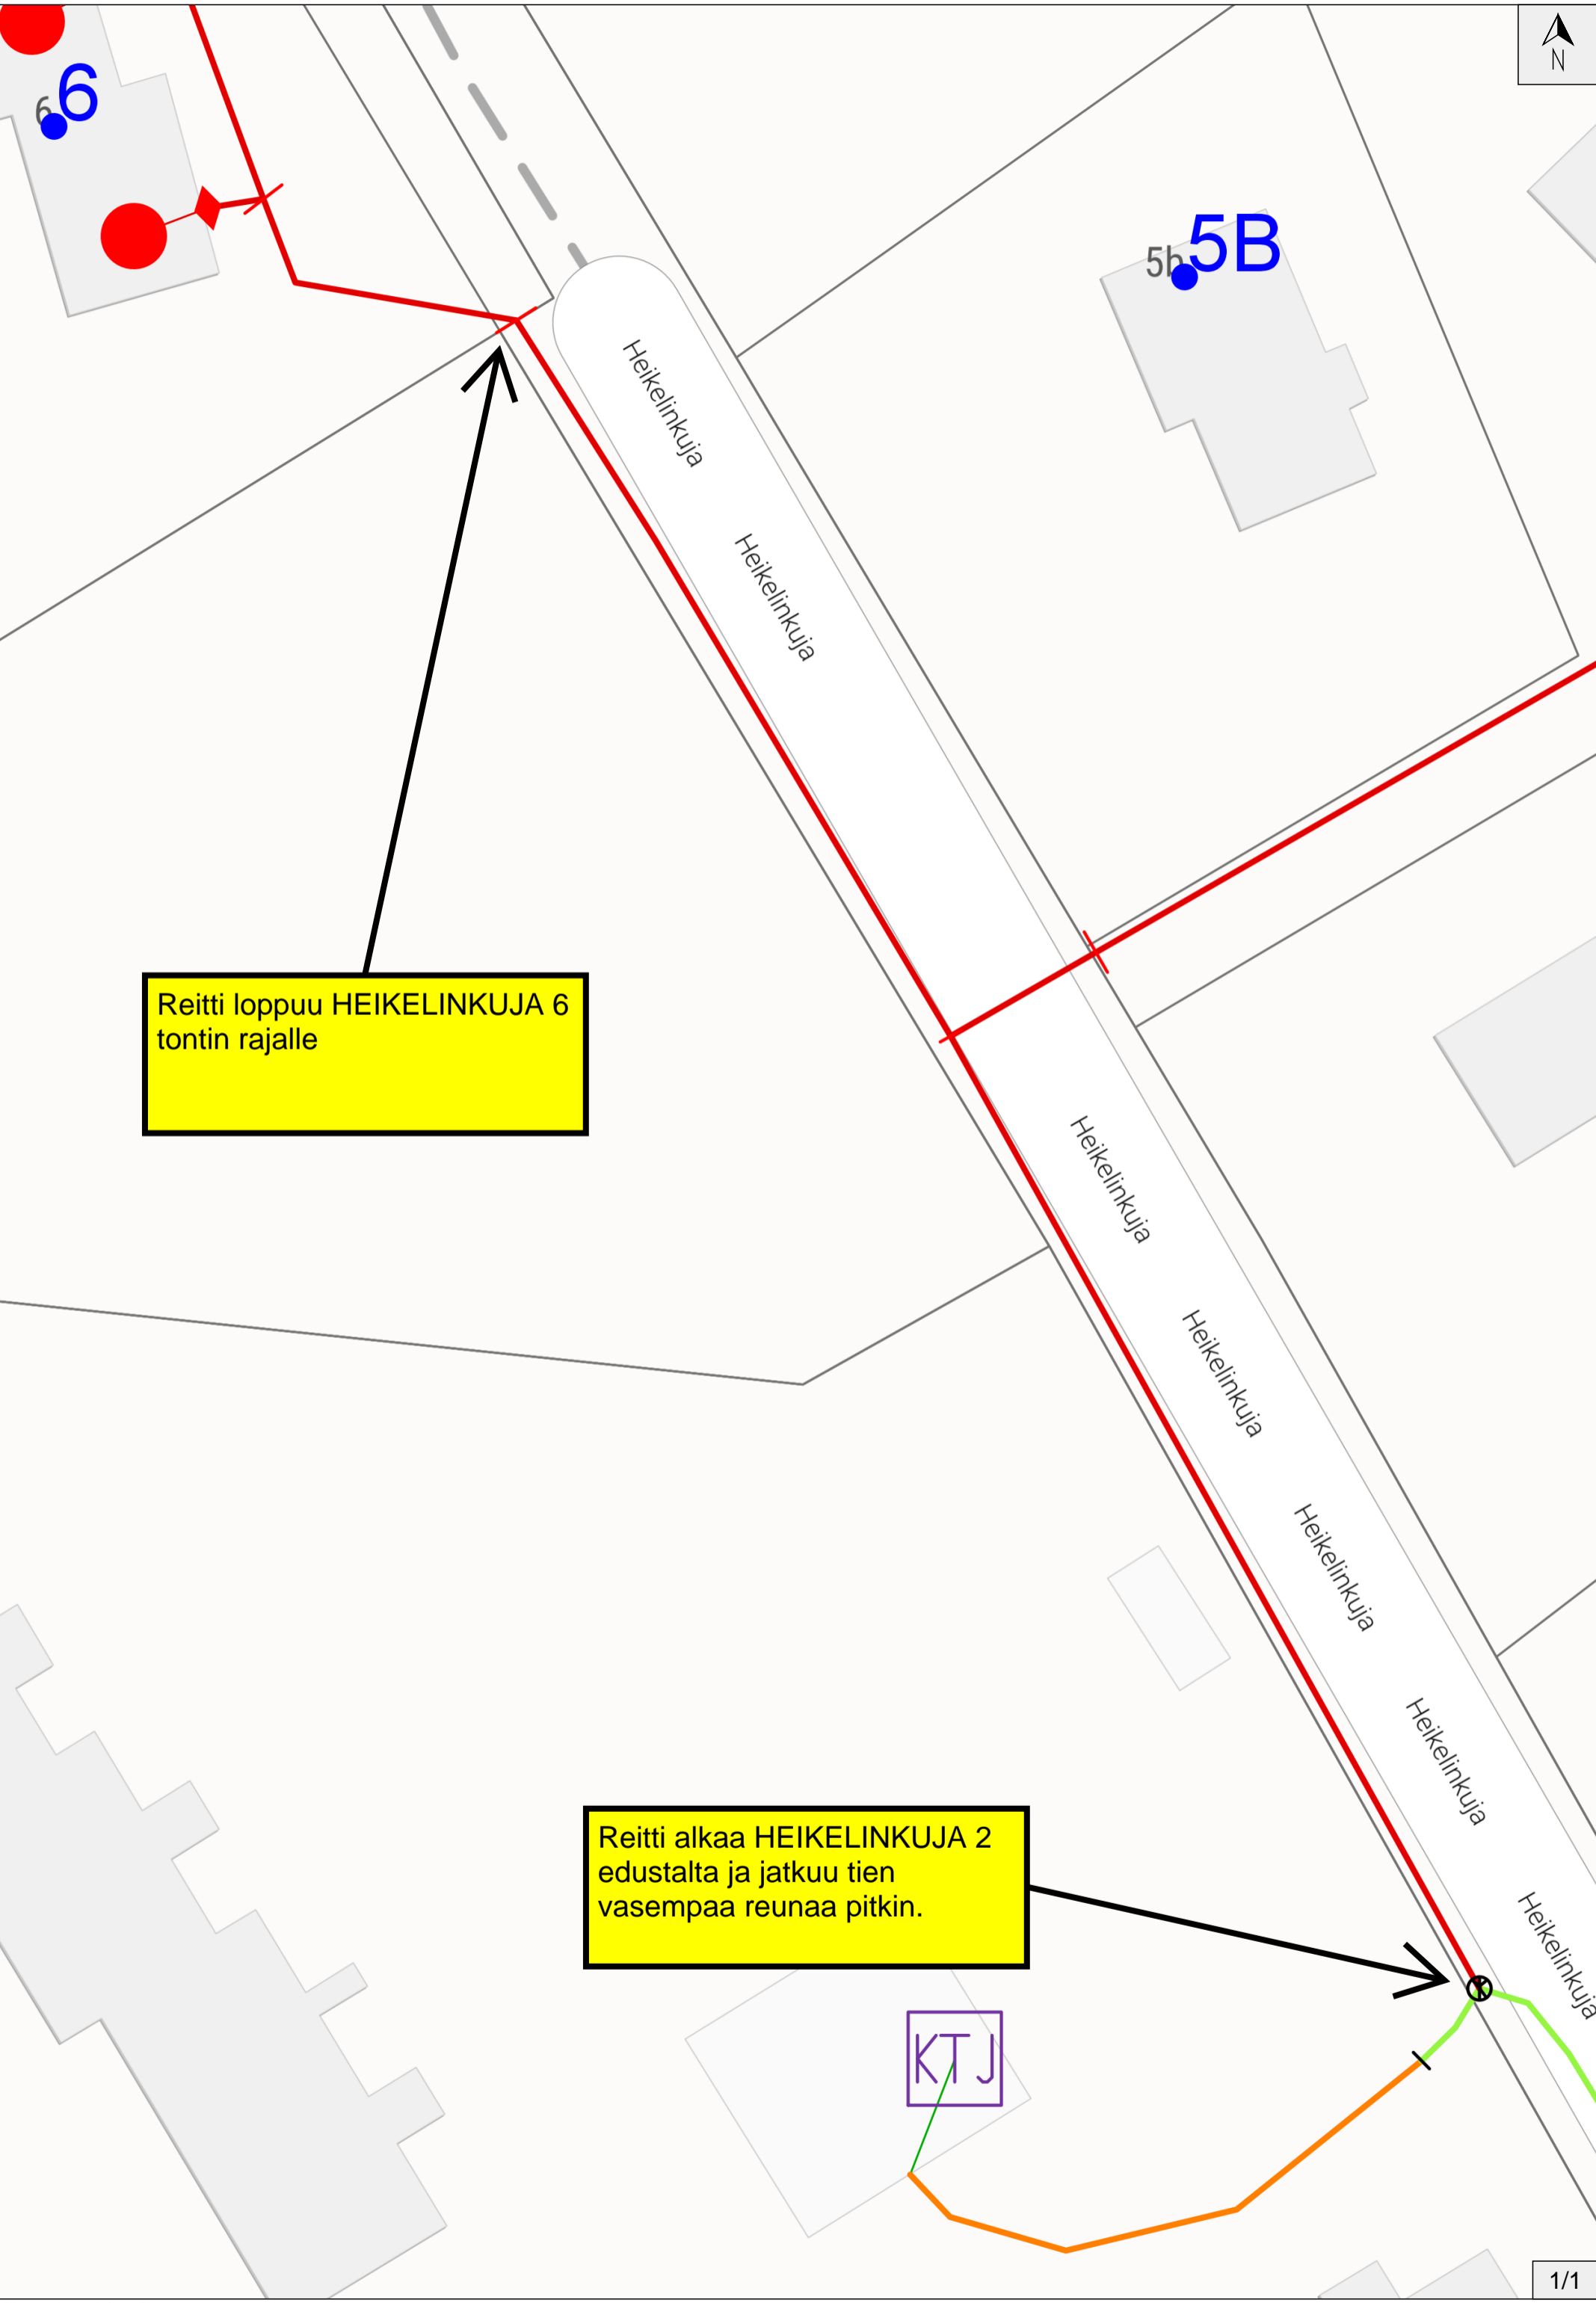 N
6
6
5b
5B
Heikelinkuja
Heikelinkuja
Reitti loppuu HEIKELINKUJA 6
tontin rajalle
Heikelinkuja
Heikelinkuja
Heikelinkuja
Heikelinkuja
Reitti alkaa HEIKELINKUJA 2
edustalta ja jatkuu tien
vasempaa reunaa pitkin.
Heikelinkuja
KTJ
1/1